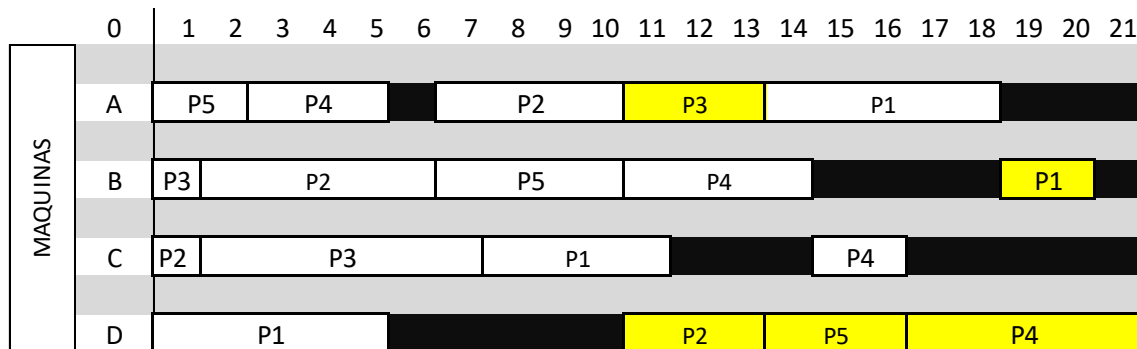 0 1 2 3 4 5 6 7 8 9 10 11 12 13 14 15 16 17 18 19 20 21
MAQUINAS
A P5 P4 P2 P3 P1
B P3 P2 P5 P4 P1
C P2 P3 P1 P4
D P1 P2 P5 P4